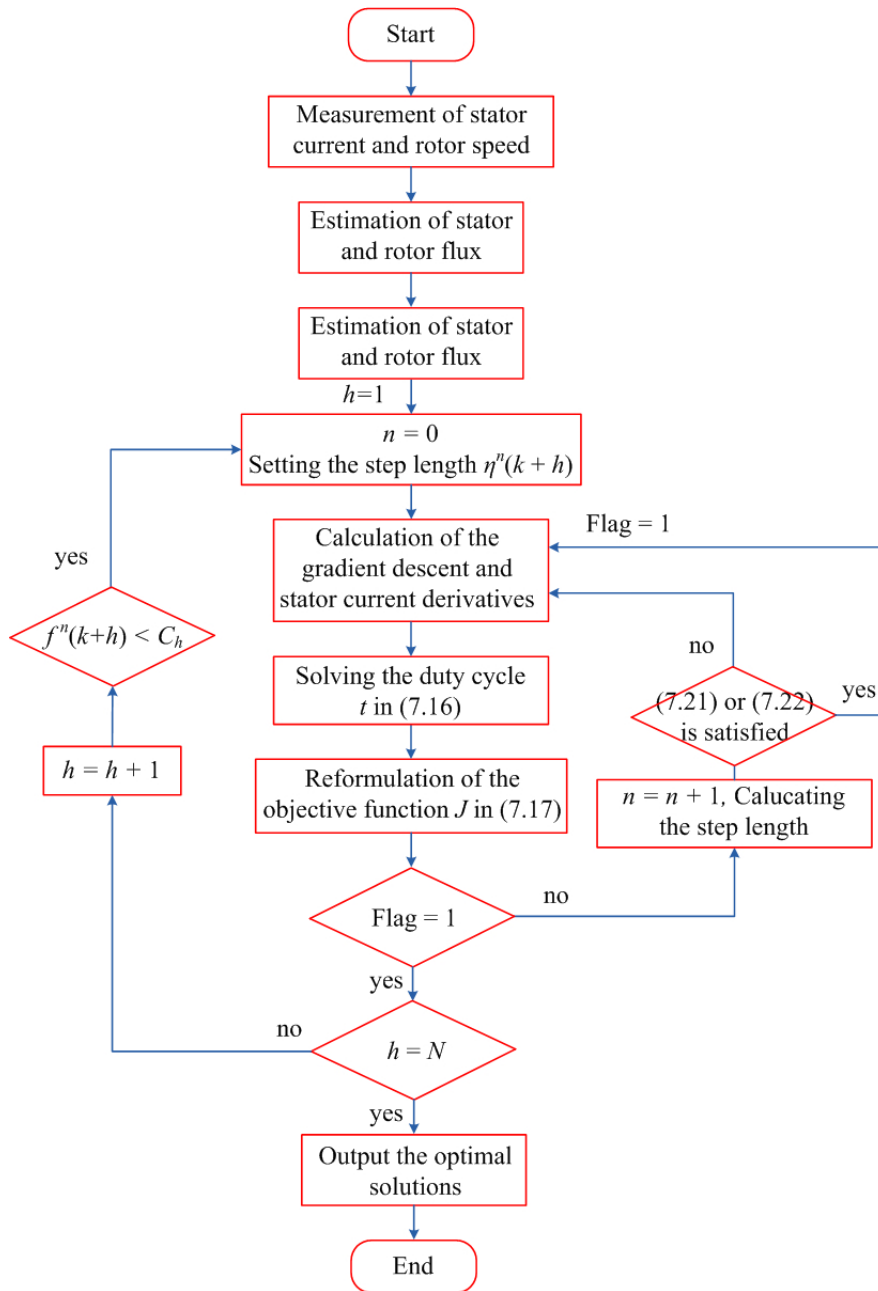 Start
Measurement of stator
current and rotor speed
Estimation of stator
and rotor flux
Estimation of stator
and rotor flux
h=1
n = 0
Setting the step length ηⁿ(k + h)
Flag = 1
Calculation of the
gradient descent and
stator current derivatives
yes
fⁿ(k+h) < Cₕ
no
Solving the duty cycle
t in (7.16)
(7.21) or (7.22)
is satisfied
yes
h = h + 1
Reformulation of the
objective function J in (7.17)
n = n + 1, Calucating
the step length
Flag = 1
no
yes
no
h = N
yes
Output the optimal
solutions
End